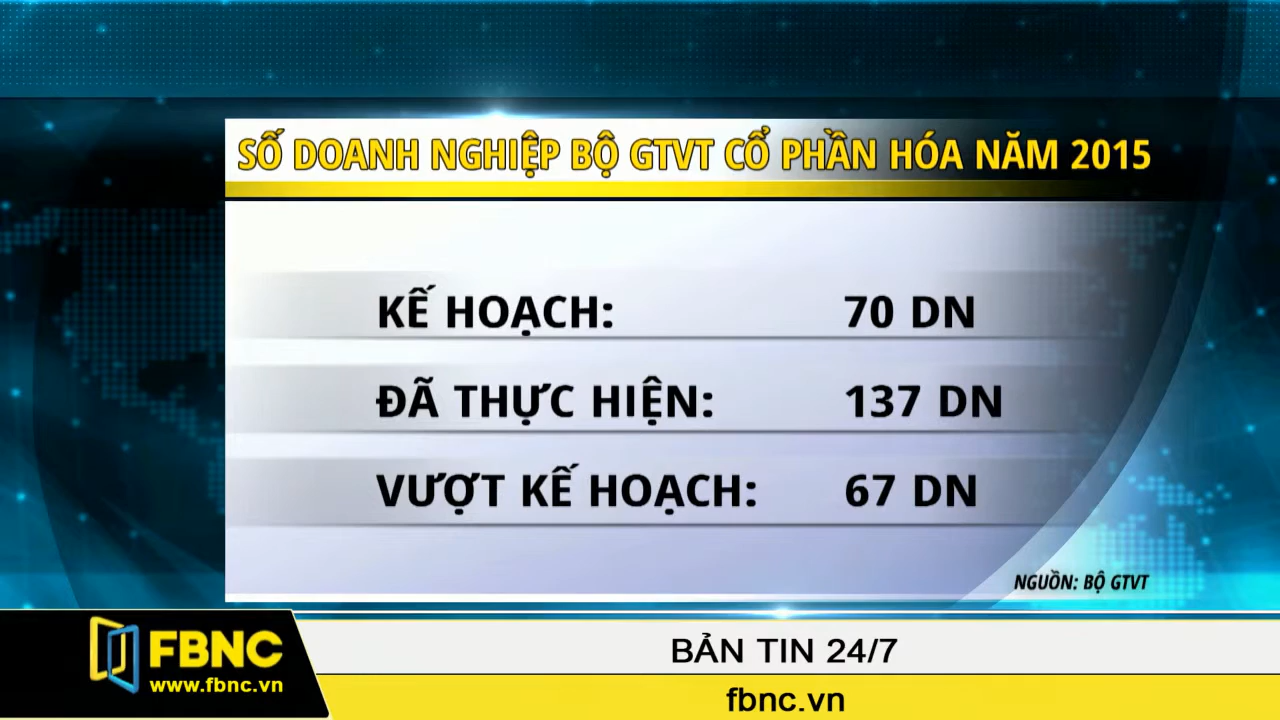 SỐ DOANH NGHIỆP BỘ GTVT CỔ PHẦN HÓA NĂM 2015
KẾ HOẠCH: 70 DN
ĐÃ THỰC HIỆN: 137 DN
VƯỢT KẾ HOẠCH: 67 DN
NGUỒN: BỘ GTVT
FBNC
www.fbnc.vn
BẢN TIN 24/7
fbnc.vn